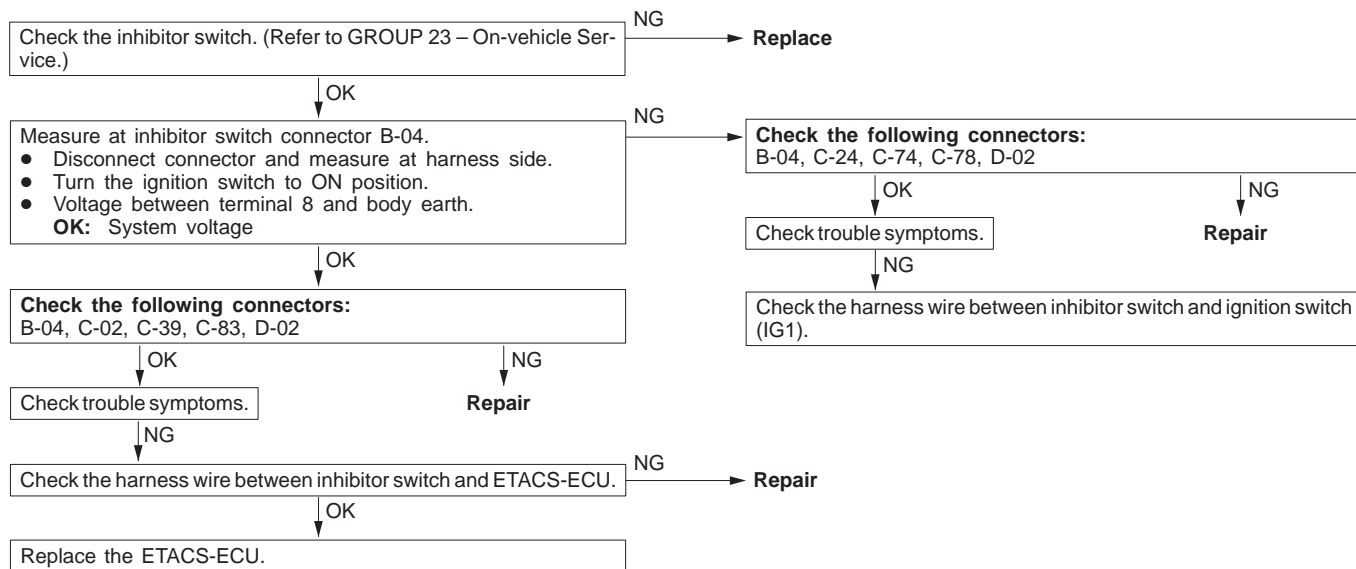 NG
Check the inhibitor switch. (Refer to GROUP 23 – On-vehicle Ser-
vice.)
Replace
OK
NG
Measure at inhibitor switch connector B-04.
● Disconnect connector and measure at harness side.
● Turn the ignition switch to ON position.
● Voltage between terminal 8 and body earth.
OK: System voltage
Check the following connectors:
B-04, C-24, C-74, C-78, D-02
OK
NG
Check trouble symptoms.
Repair
NG
Check the harness wire between inhibitor switch and ignition switch
(IG1).
OK
Check the following connectors:
B-04, C-02, C-39, C-83, D-02
OK
NG
Check trouble symptoms.
Repair
NG
Check the harness wire between inhibitor switch and ETACS-ECU.
NG
Repair
OK
Replace the ETACS-ECU.